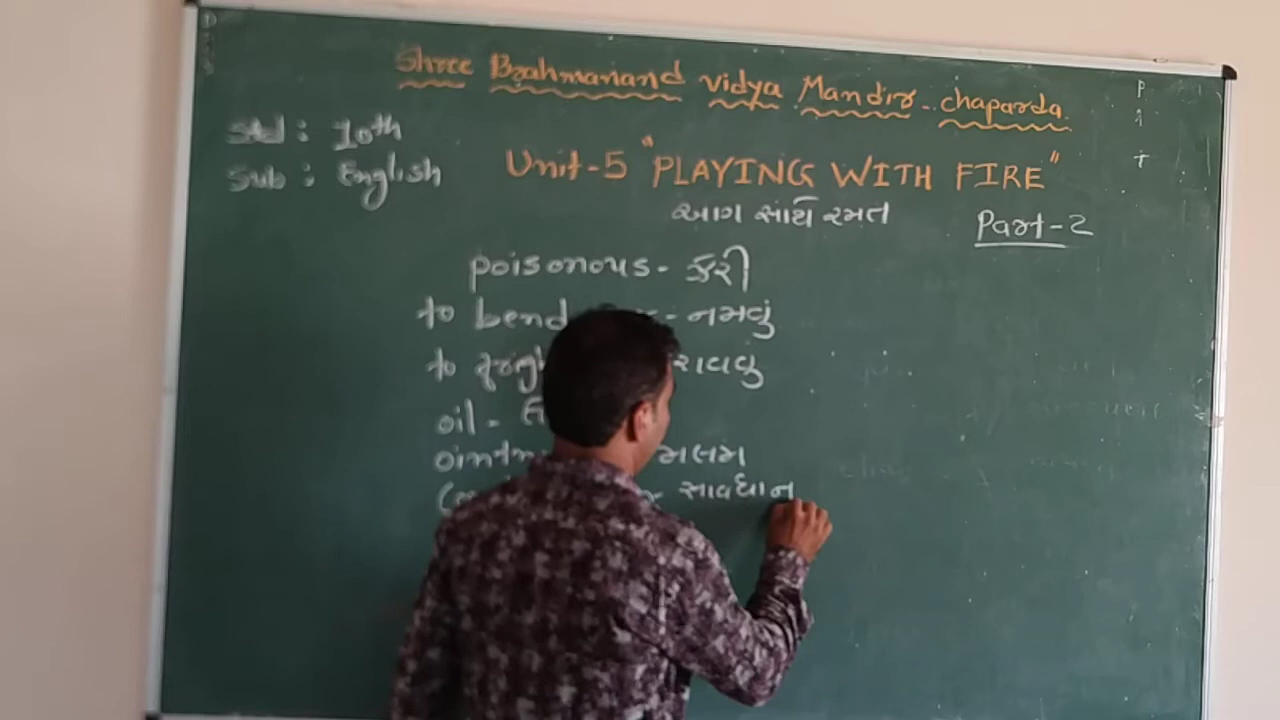 Shree Brahmanand Vidya Mandir - chaparda.
Std : 10th
Sub : English
Unit-5 "PLAYING WITH FIRE"
આગ સાથે રમત
Part-2
poisonous - ઝેરી
to bend - નમવું
to
oil -
મલમ
સાવધાન